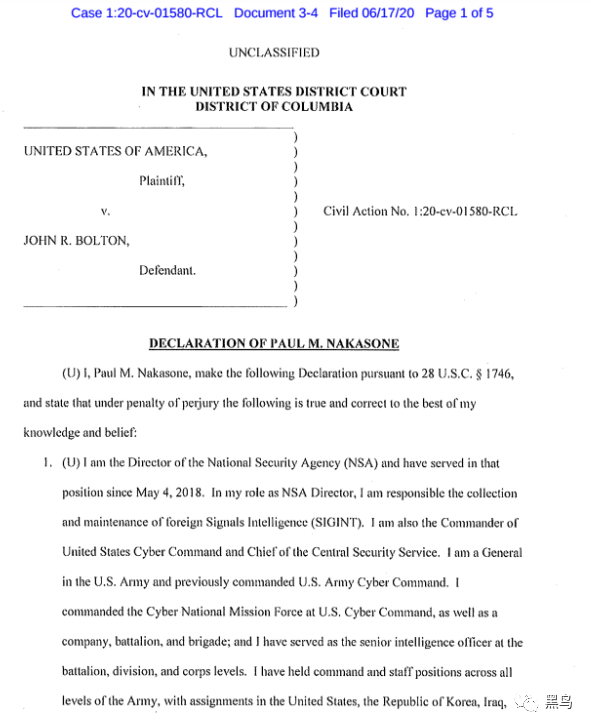 Case 1:20-cv-01580-RCL Document 3-4 Filed 06/17/20 Page 1 of 5
UNCLASSIFIED
IN THE UNITED STATES DISTRICT COURT
DISTRICT OF COLUMBIA
)
UNITED STATES OF AMERICA, )
)
Plaintiff, )
)
v. ) Civil Action No. 1:20-cv-01580-RCL
)
JOHN R. BOLTON, )
)
Defendant. )
)
)
DECLARATION OF PAUL M. NAKASONE
(U) I, Paul M. Nakasone, make the following Declaration pursuant to 28 U.S.C. § 1746,
and state that under penalty of perjury the following is true and correct to the best of my
knowledge and belief:
1. (U) I am the Director of the National Security Agency (NSA) and have served in that
position since May 4, 2018. In my role as NSA Director, I am responsible the collection
and maintenance of foreign Signals Intelligence (SIGINT). I am also the Commander of
United States Cyber Command and Chief of the Central Security Service. I am a General
in the U.S. Army and previously commanded U.S. Army Cyber Command. I
commanded the Cyber National Mission Force at U.S. Cyber Command, as well as a
company, battalion, and brigade; and I have served as the senior intelligence officer at the
battalion, division, and corps levels. I have held command and staff positions across all
levels of the Army, with assignments in the United States, the Republic of Korea, Iraq,
黑鸟